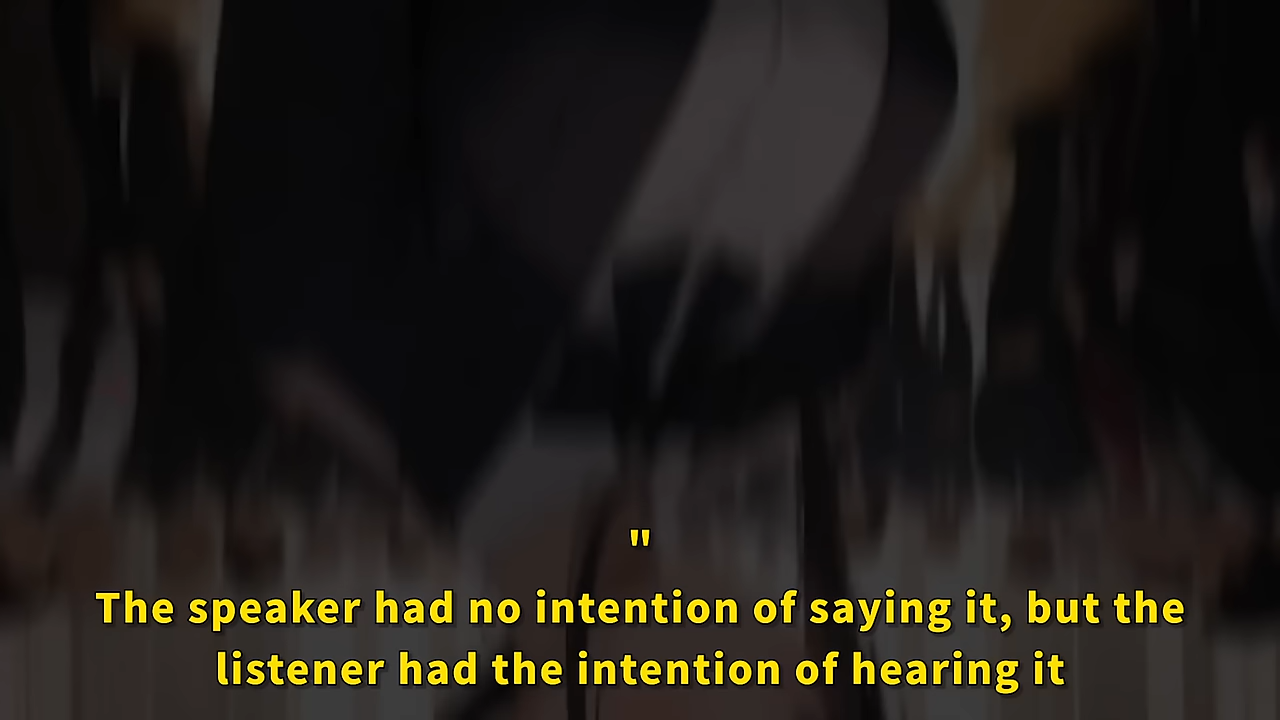 "
The speaker had no intention of saying it, but the
listener had the intention of hearing it